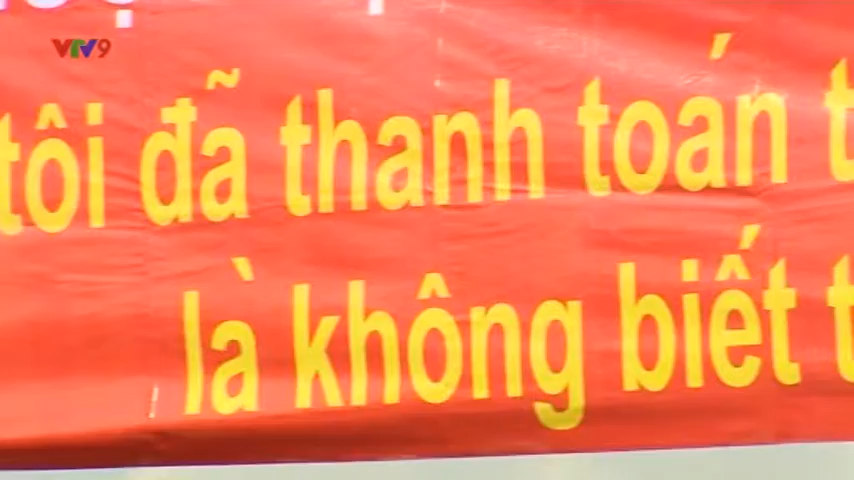 VTV9
tôi đã thanh toán
là không biết